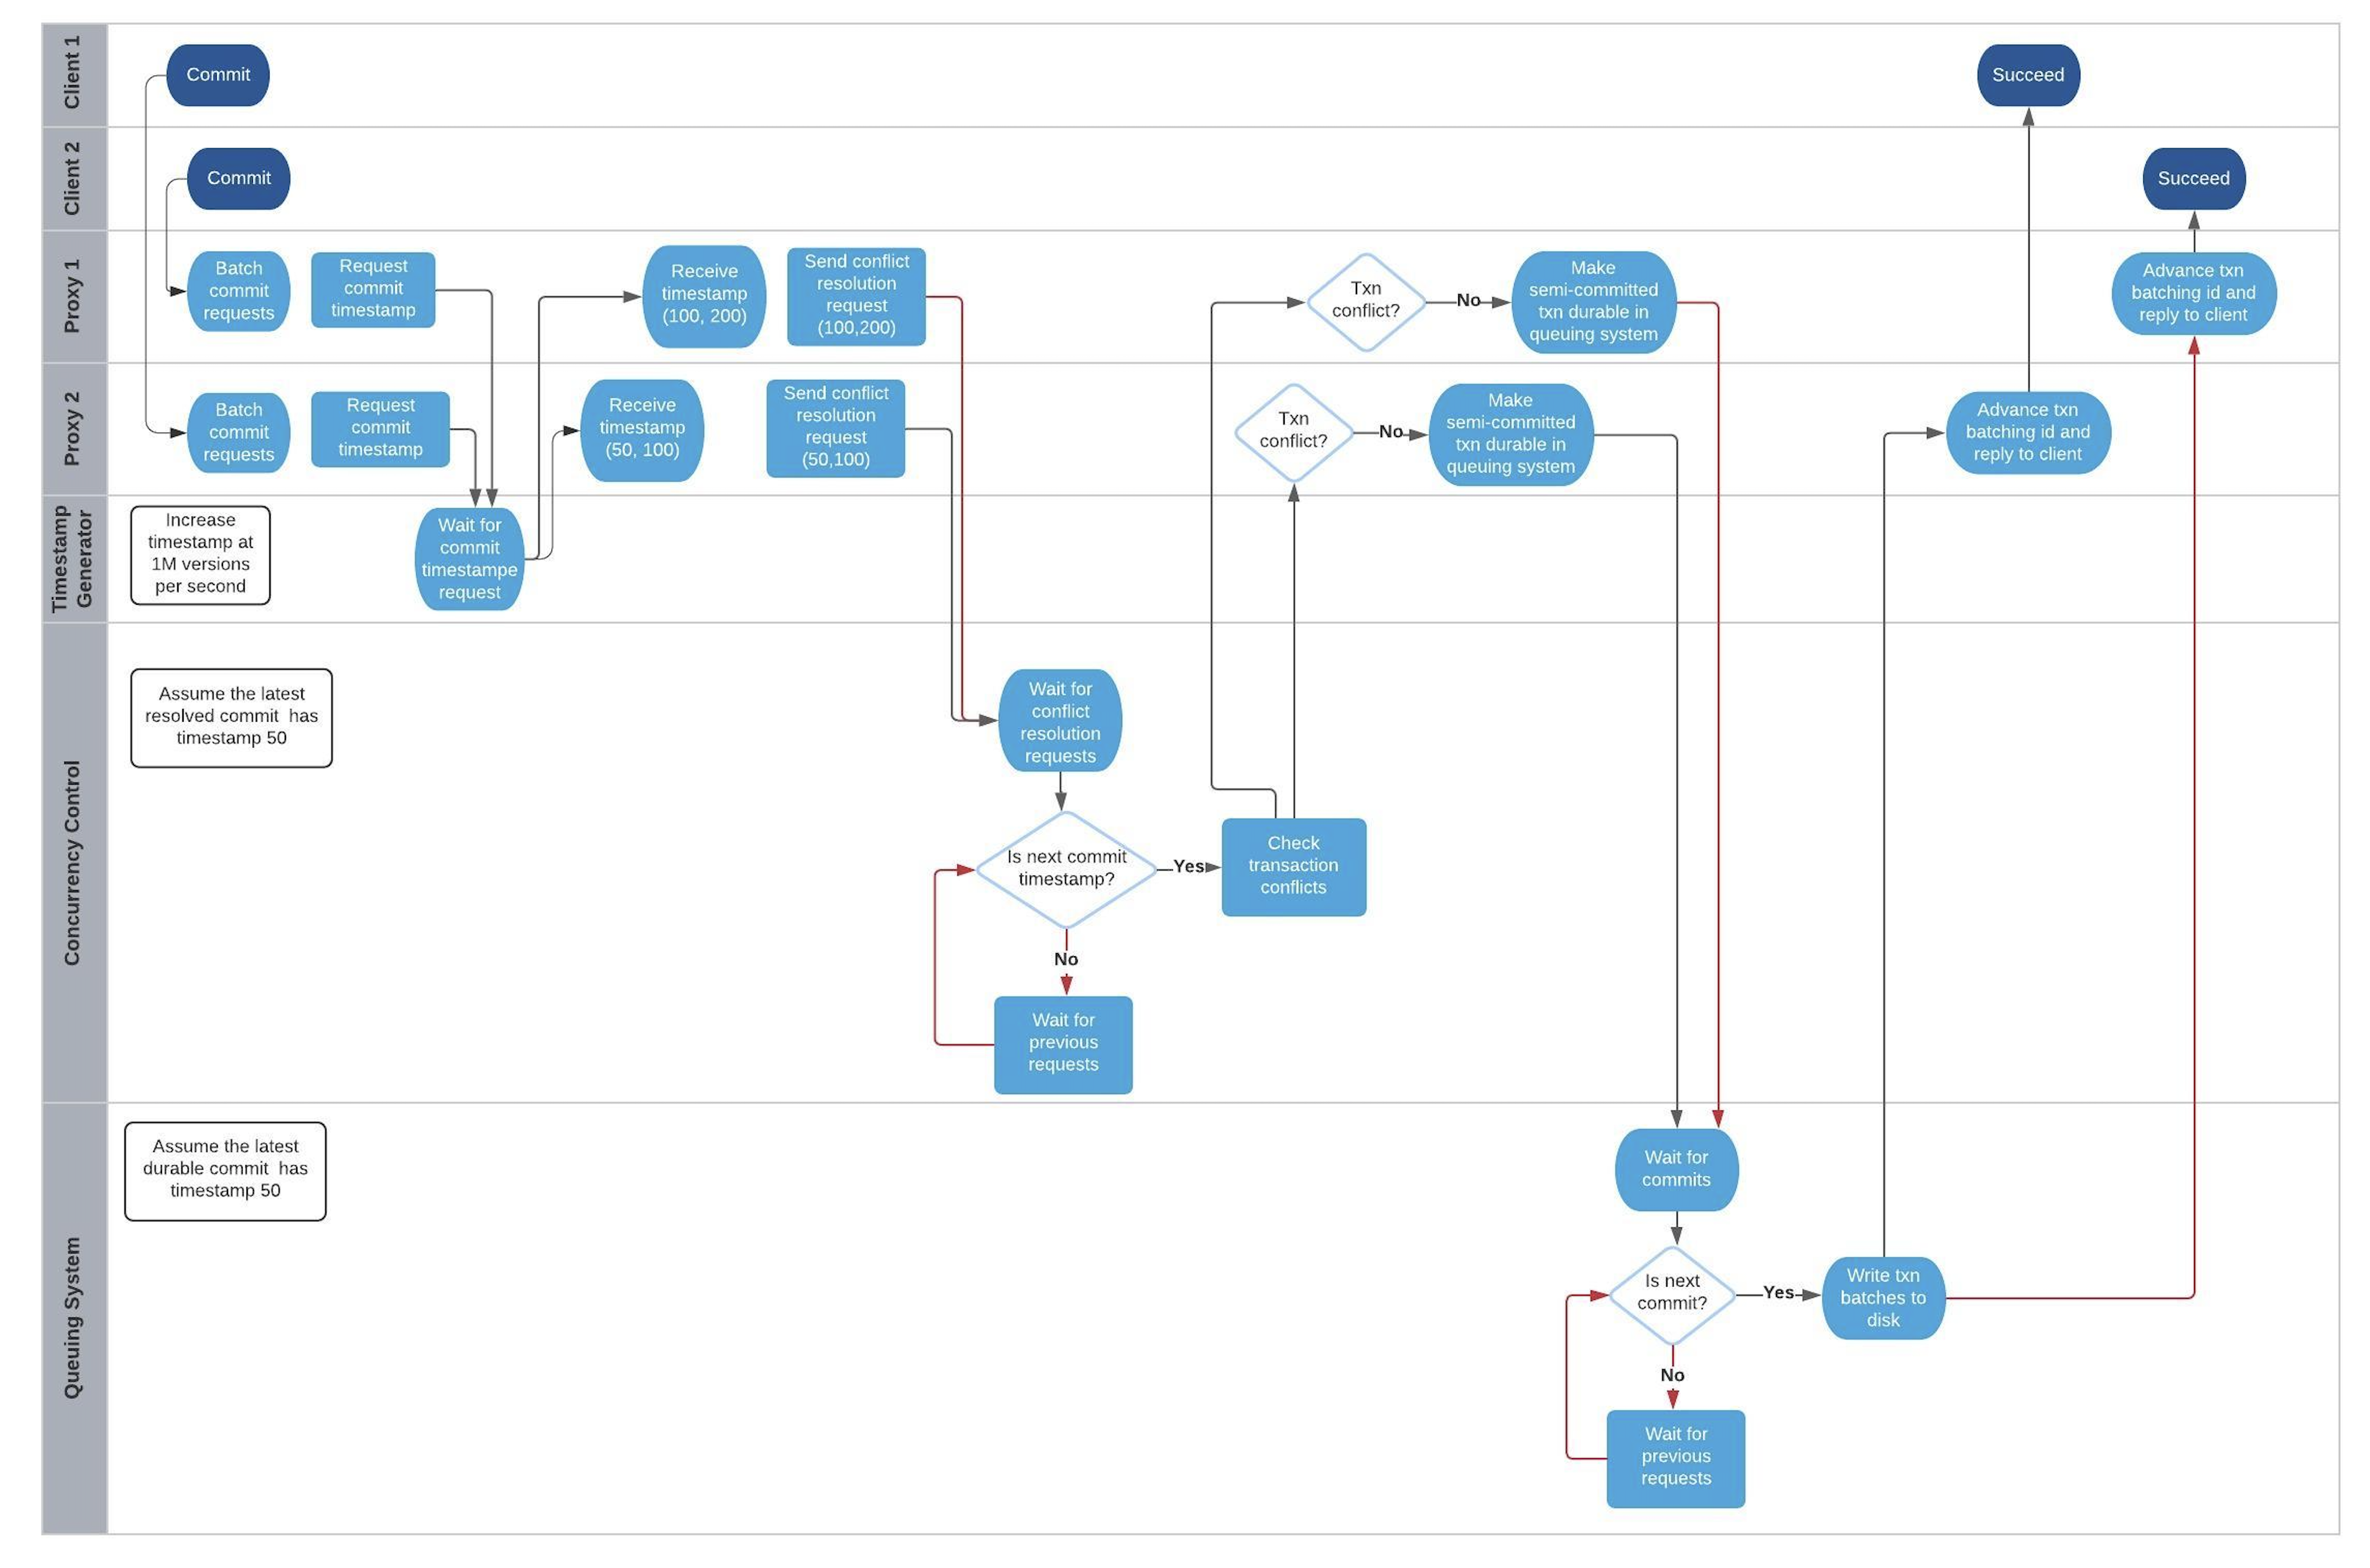 Client 1
Commit
Succeed
Client 2
Commit
Succeed
Proxy 1
Batch
commit
requests
Request
commit
timestamp
Receive
timestamp
(100, 200)
Send conflict
resolution
request
(100,200)
Txn
conflict?
No
Make
semi-committed
txn durable in
queuing system
Advance txn
batching id and
reply to client
Proxy 2
Batch
commit
requests
Request
commit
timestamp
Receive
timestamp
(50, 100)
Send conflict
resolution
request
(50,100)
Txn
conflict?
No
Make
semi-committed
txn durable in
queuing system
Advance txn
batching id and
reply to client
Timestamp
Generator
Increase
timestamp at
1M versions
per second
Wait for
commit
timestampe
request
Concurrency Control
Assume the latest
resolved commit  has
timestamp 50
Wait for
conflict
resolution
requests
Is next commit
timestamp?
Yes
Check
transaction
conflicts
No
Wait for
previous
requests
Queuing System
Assume the latest
durable commit  has
timestamp 50
Wait for
commits
Is next
commit?
Yes
Write txn
batches to
disk
No
Wait for
previous
requests